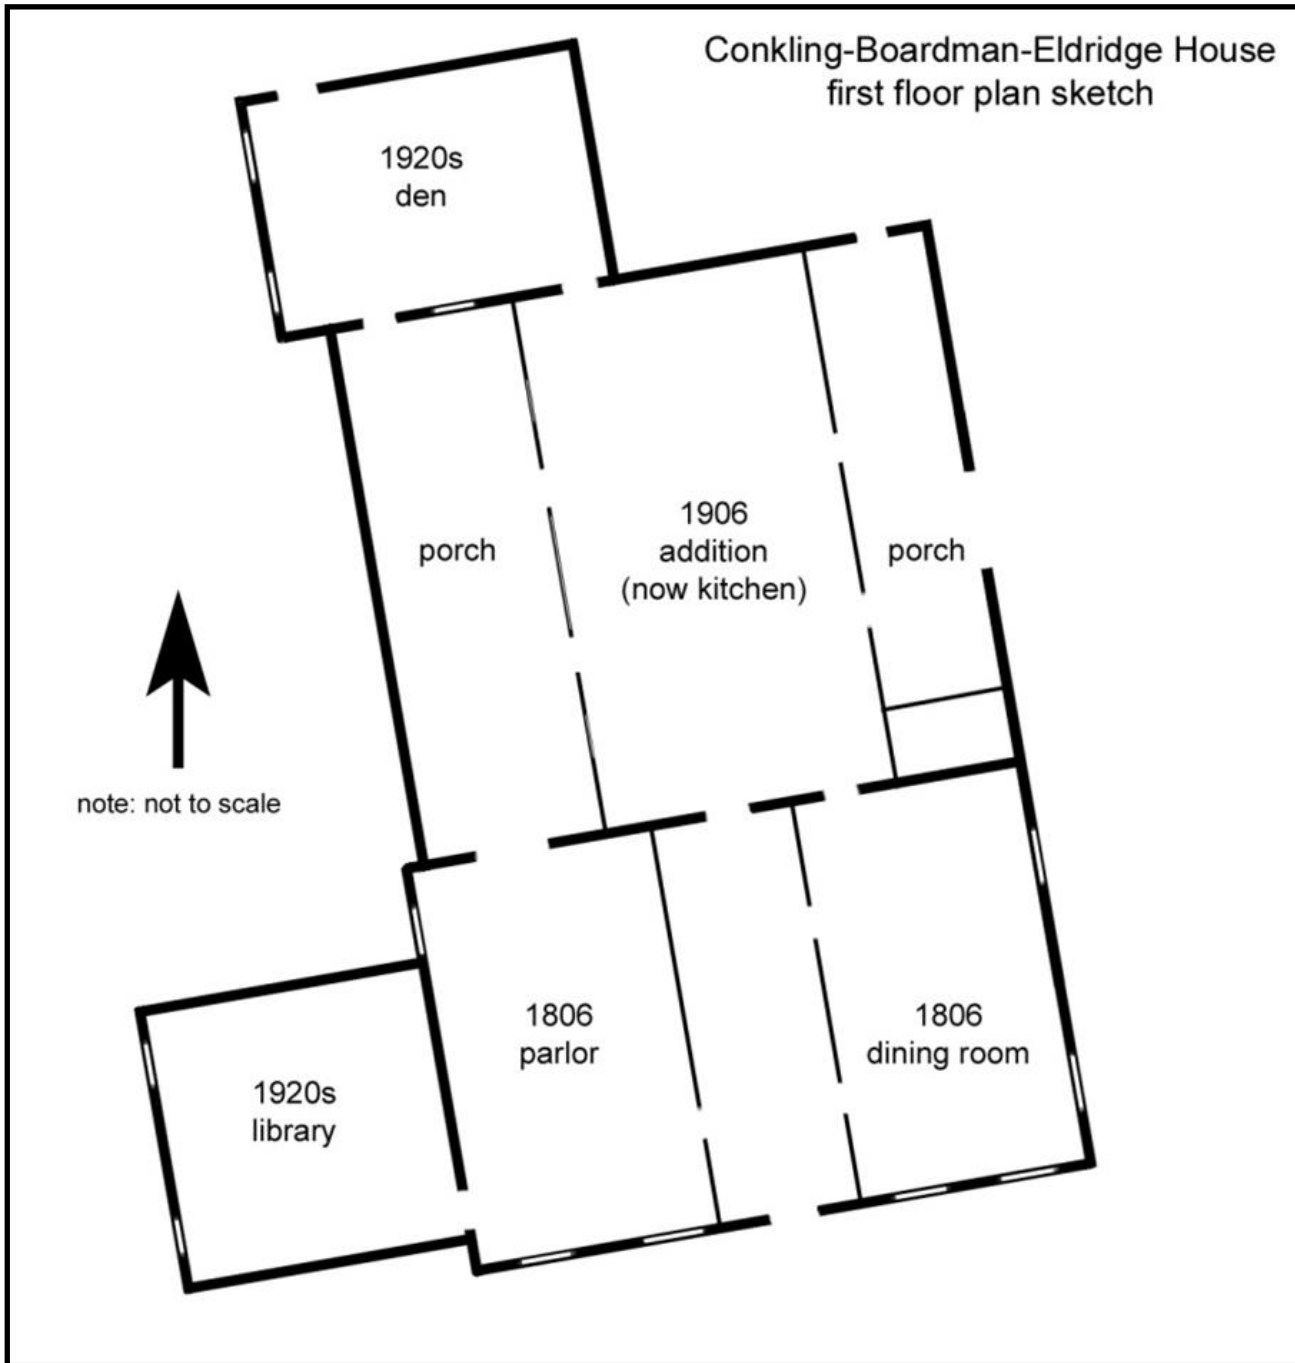 Conkling-Boardman-Eldridge House
first floor plan sketch
1920s
den
porch
1906
addition
(now kitchen)
porch
note: not to scale
1806
parlor
1806
dining room
1920s
library